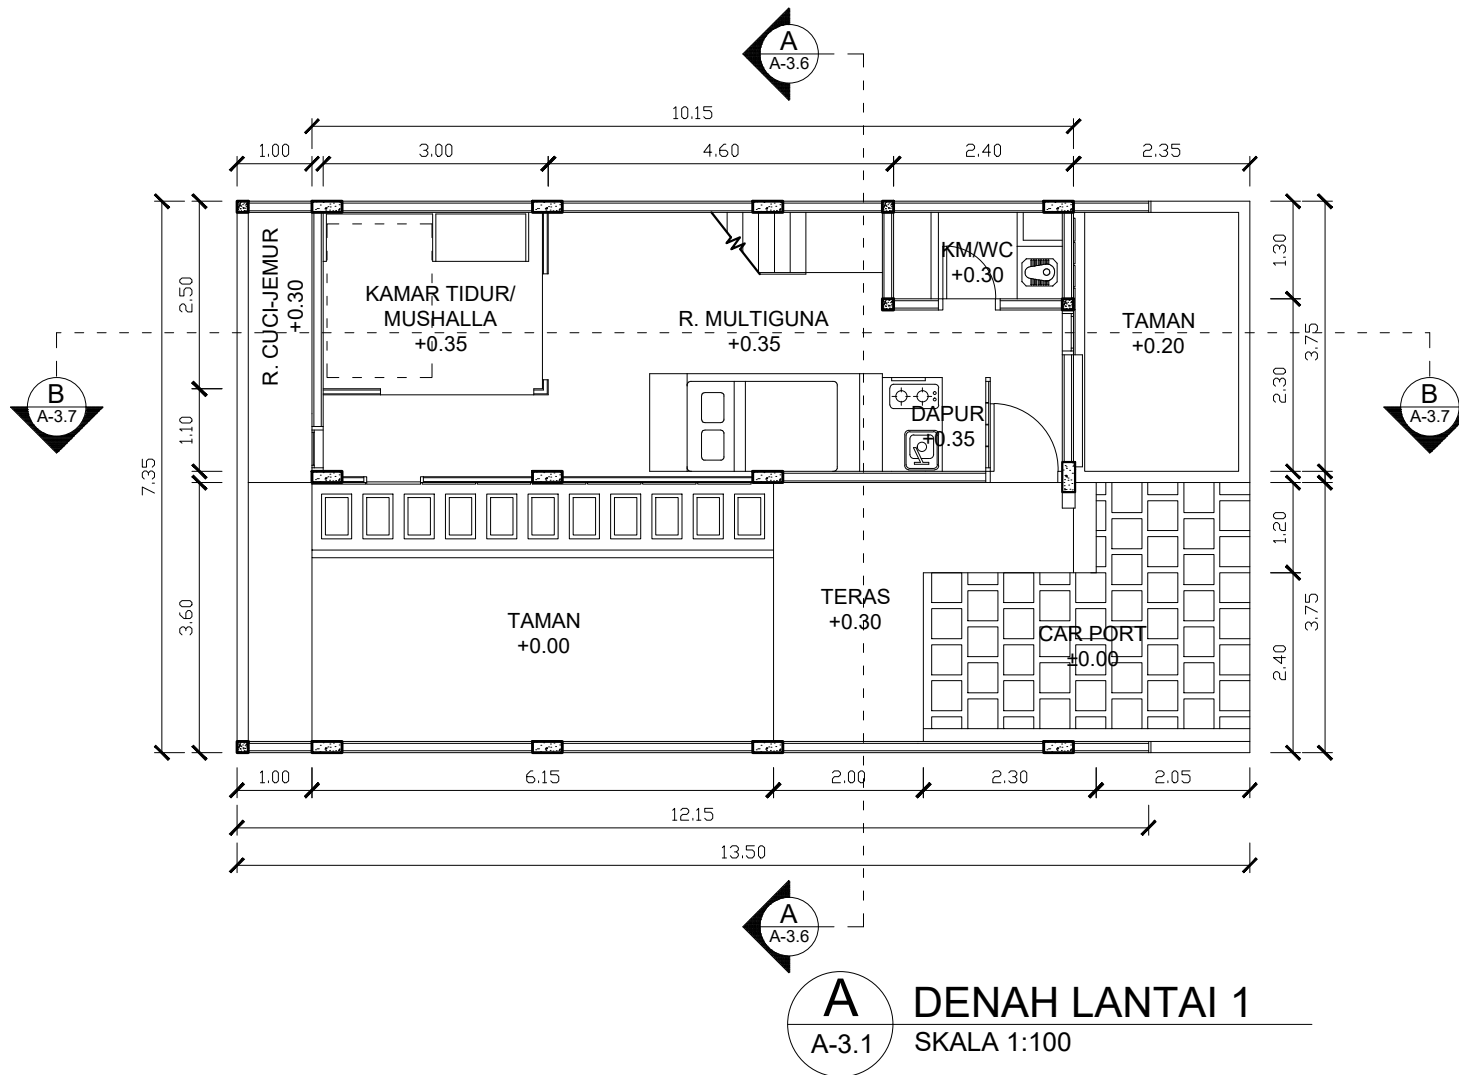 A
A-3.6
10.15
1.00
3.00
4.60
2.40
2.35
R. CUCI-JEMUR
+0.30
KAMAR TIDUR/
MUSHALLA
+0.35
R. MULTIGUNA
+0.35
KM/WC
+0.30
TAMAN
+0.20
DAPUR
+0.35
B
A-3.7
B
A-3.7
7.35
2.50
1.10
3.60
1.30
2.30
3.75
1.20
2.40
3.75
TAMAN
+0.00
TERAS
+0.30
CAR PORT
±0.00
1.00
6.15
2.00
2.30
2.05
12.15
13.50
A
A-3.6
A
A-3.1
DENAH LANTAI 1
SKALA 1:100